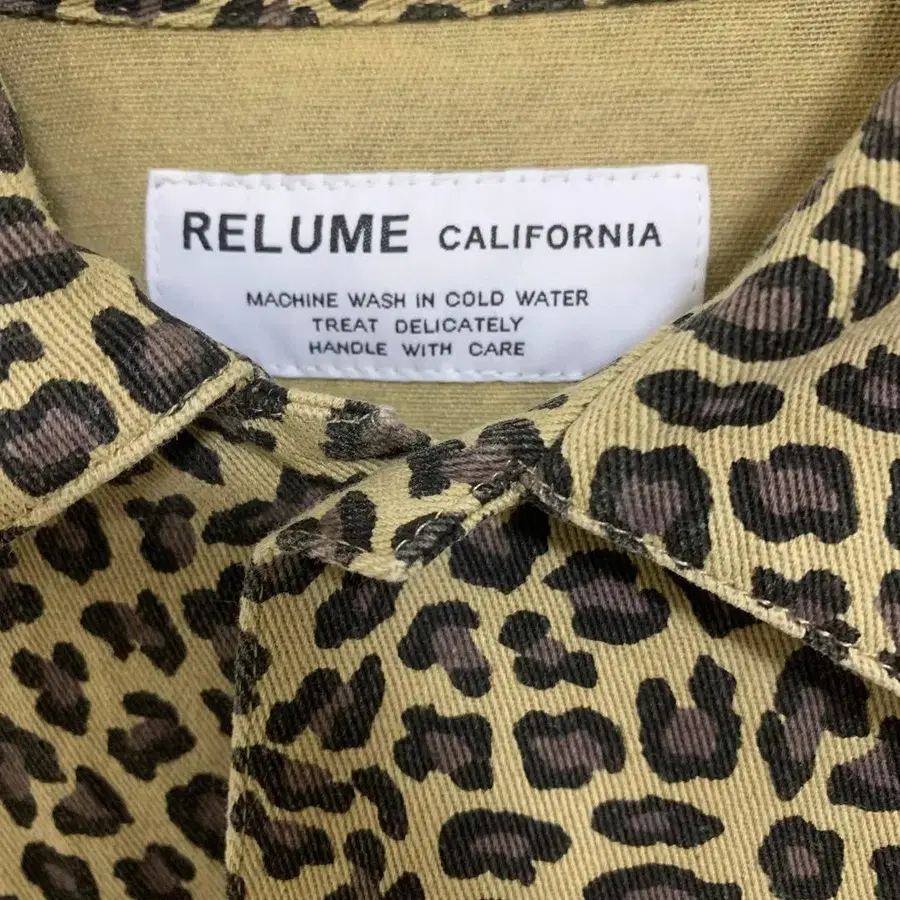 RELUME CALIFORNIA
MACHINE WASH IN COLD WATER
TREAT DELICATELY
HANDLE WITH CARE